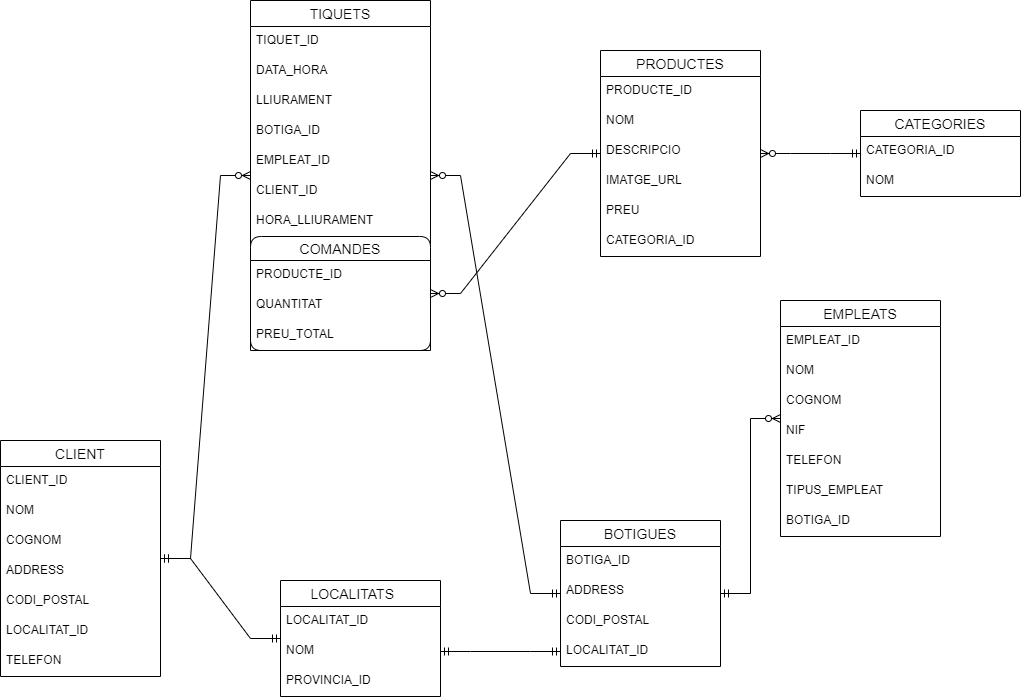 TIQUETS
TIQUET_ID
DATA_HORA
LLIURAMENT
BOTIGA_ID
EMPLEAT_ID
CLIENT_ID
HORA_LLIURAMENT
COMANDES
PRODUCTE_ID
QUANTITAT
PREU_TOTAL
PRODUCTES
PRODUCTE_ID
NOM
DESCRIPCIO
IMATGE_URL
PREU
CATEGORIA_ID
CATEGORIES
CATEGORIA_ID
NOM
EMPLEATS
EMPLEAT_ID
NOM
COGNOM
NIF
TELEFON
TIPUS_EMPLEAT
BOTIGA_ID
CLIENT
CLIENT_ID
NOM
COGNOM
ADDRESS
CODI_POSTAL
LOCALITAT_ID
TELEFON
LOCALITATS
LOCALITAT_ID
NOM
PROVINCIA_ID
BOTIGUES
BOTIGA_ID
ADDRESS
CODI_POSTAL
LOCALITAT_ID